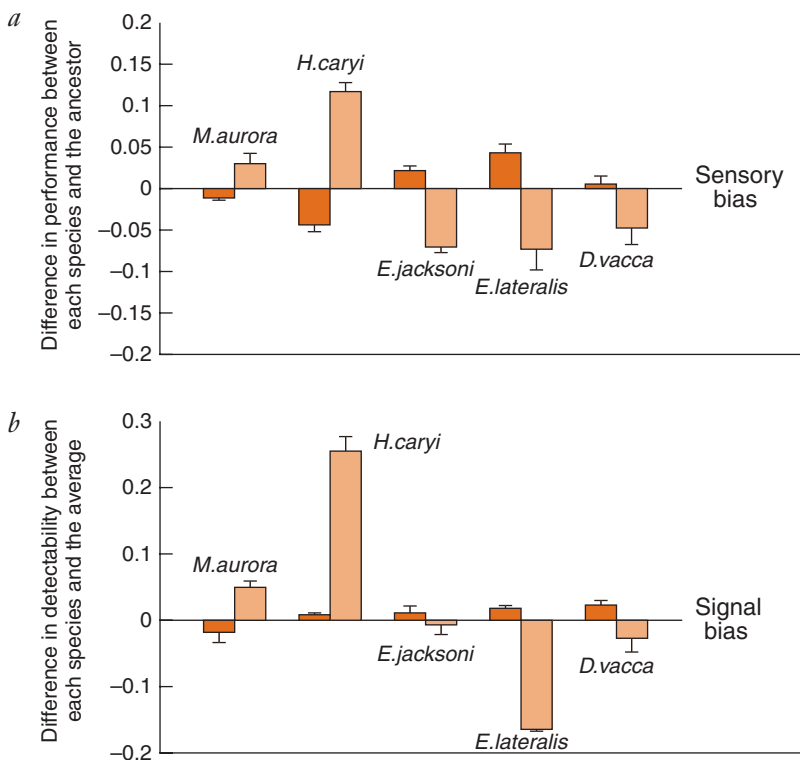 a
Difference in performance between
each species and the ancestor
0.2
0.15
0.1
0.05
0
−0.05
−0.1
−0.15
−0.2
M.aurora
H.caryi
E.jacksoni
E.lateralis
D.vacca
Sensory
bias
b
Difference in detectability between
each species and the average
0.3
0.2
0.1
0
−0.1
−0.2
M.aurora
H.caryi
E.jacksoni
E.lateralis
D.vacca
Signal
bias